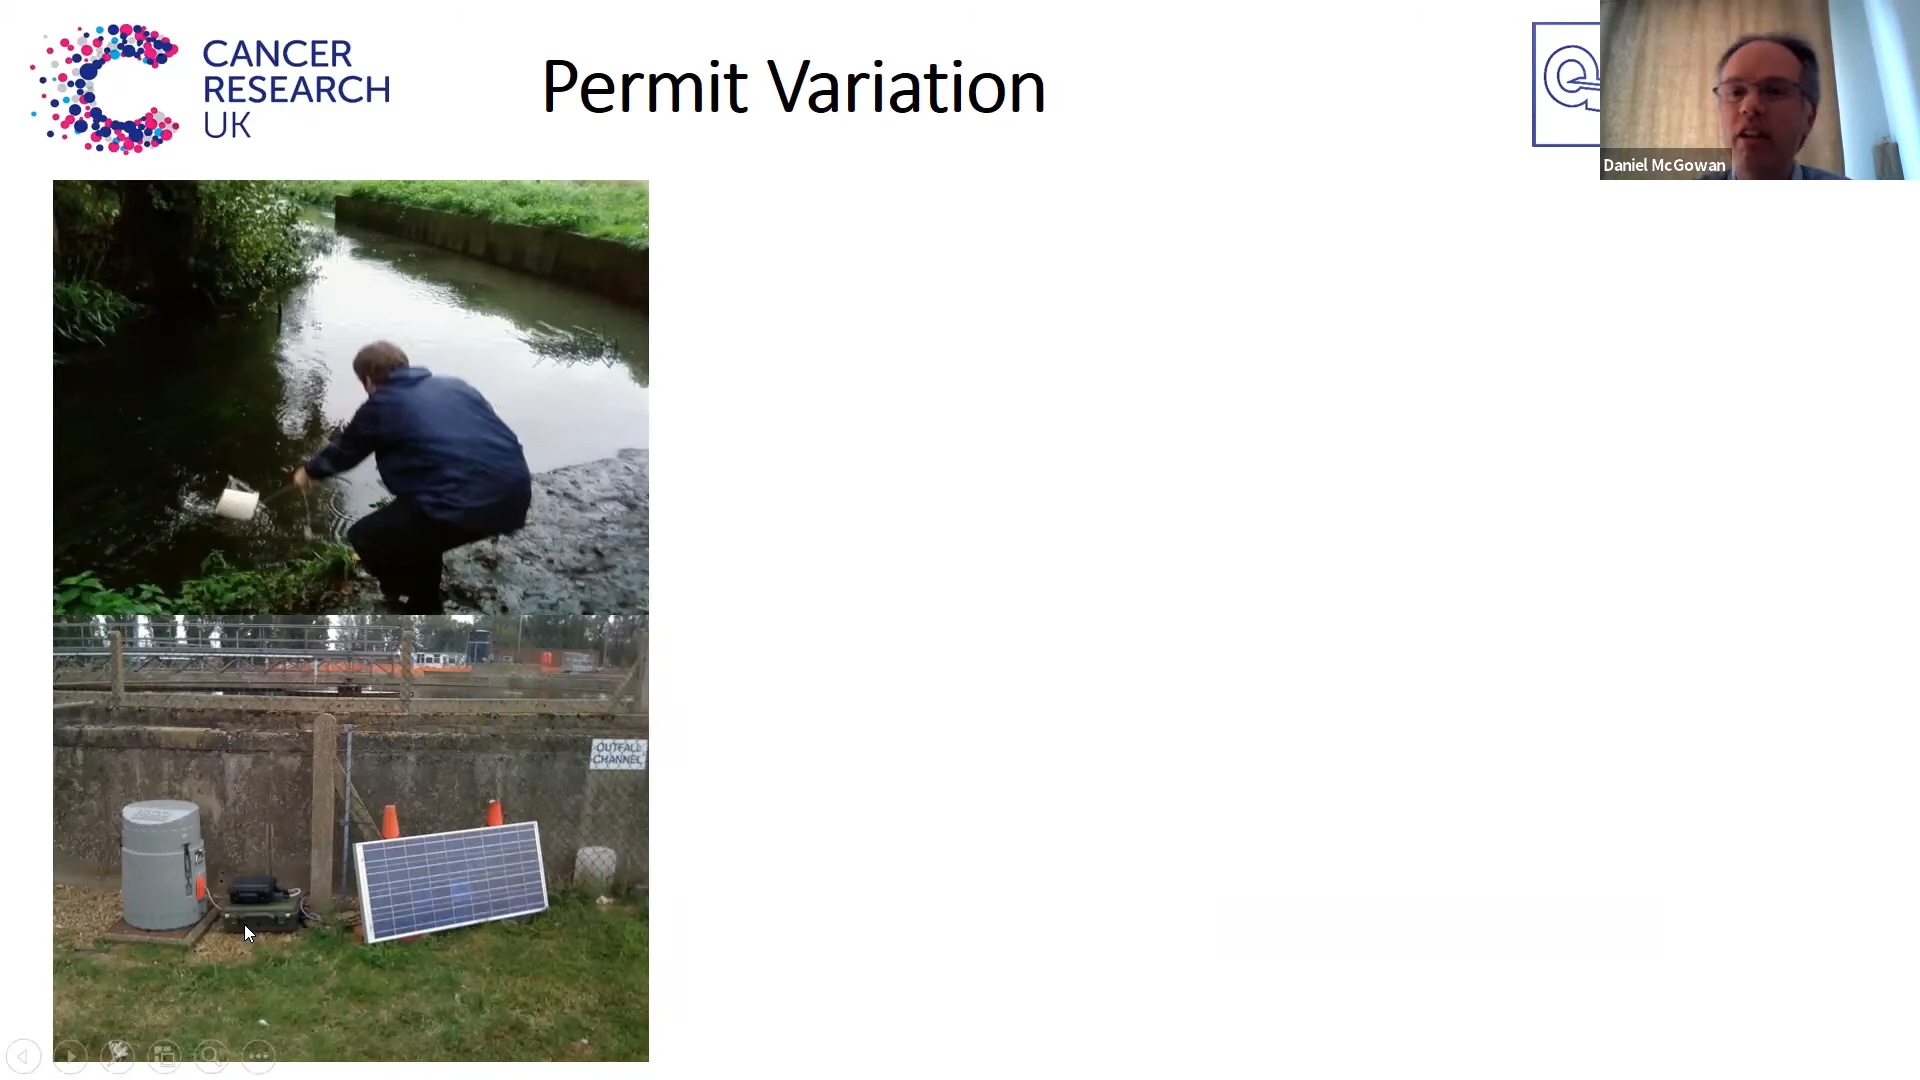 CANCER
RESEARCH
UK
Permit Variation
Daniel McGowan
OUTFALL
CHANNEL